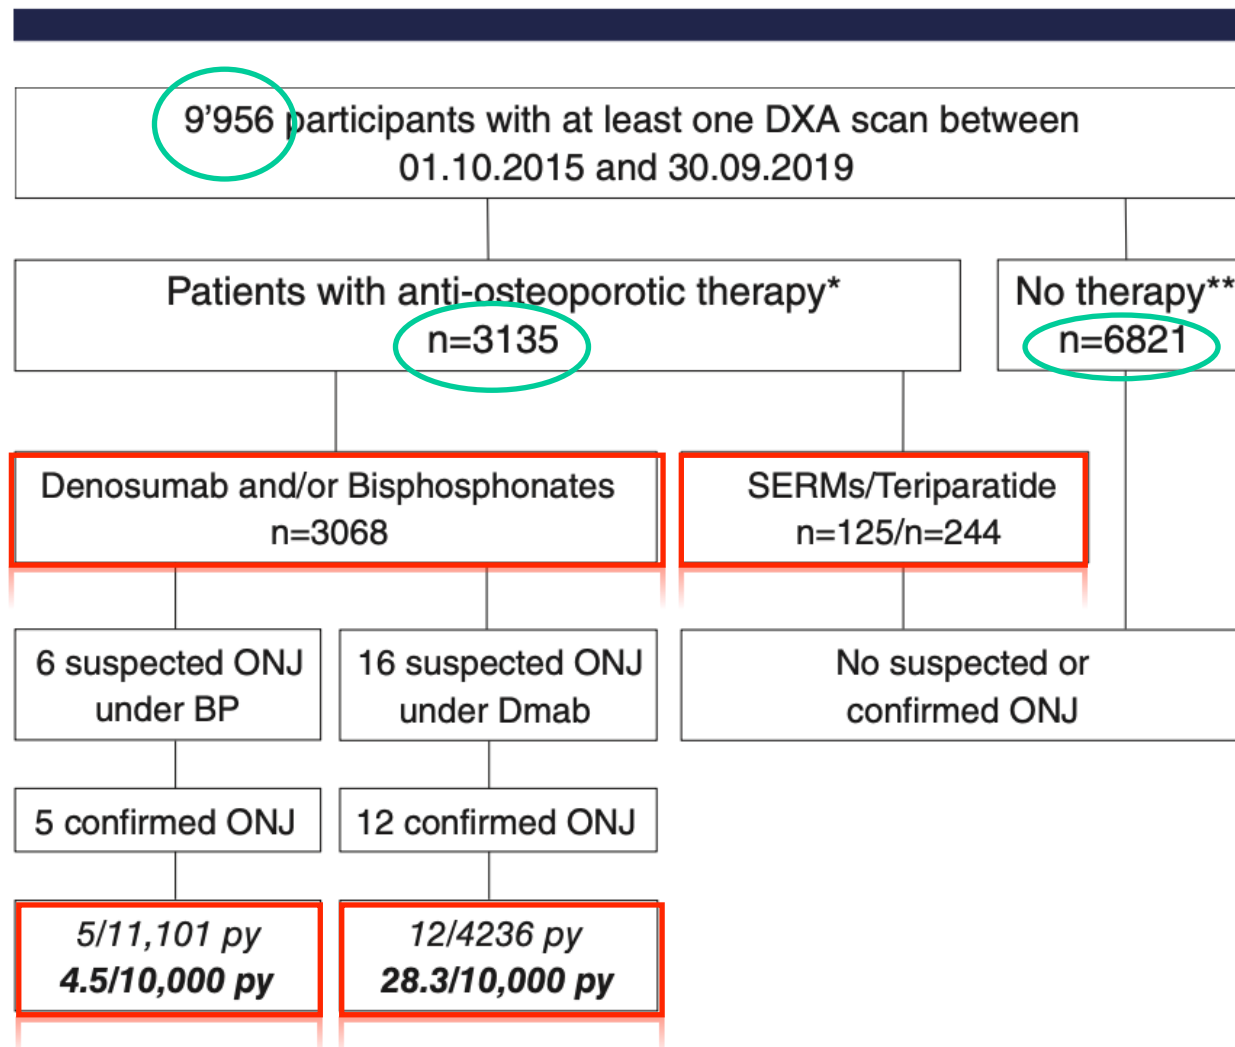 9’956 participants with at least one DXA scan between
01.10.2015 and 30.09.2019
Patients with anti-osteoporotic therapy*
n=3135
No therapy**
n=6821
Denosumab and/or Bisphosphonates
n=3068
SERMs/Teriparatide
n=125/n=244
6 suspected ONJ
under BP
16 suspected ONJ
under Dmab
No suspected or
confirmed ONJ
5 confirmed ONJ
12 confirmed ONJ
5/11,101 py
4.5/10,000 py
12/4236 py
28.3/10,000 py